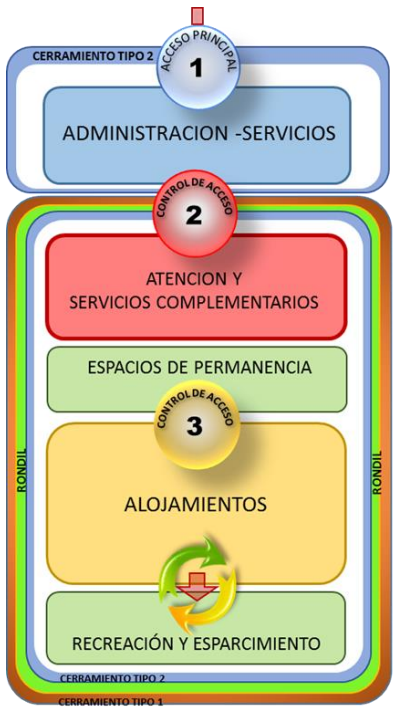 CERRAMIENTO TIPO 2
ACCESO PRINCIPAL
1
ADMINISTRACION -SERVICIOS
CONTROL DE ACCESO
2
ATENCION Y
SERVICIOS COMPLEMENTARIOS
ESPACIOS DE PERMANENCIA
CONTROL DE ACCESO
3
RONDIL
RONDIL
ALOJAMIENTOS
RECREACIÓN Y ESPARCIMIENTO
CERRAMIENTO TIPO 2
CERRAMIENTO TIPO 1